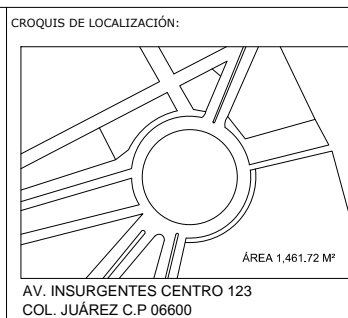 CROQUIS DE LOCALIZACIÓN:
ÁREA 1,461.72 M²
AV. INSURGENTES CENTRO 123
COL. JUÁREZ C.P 06600